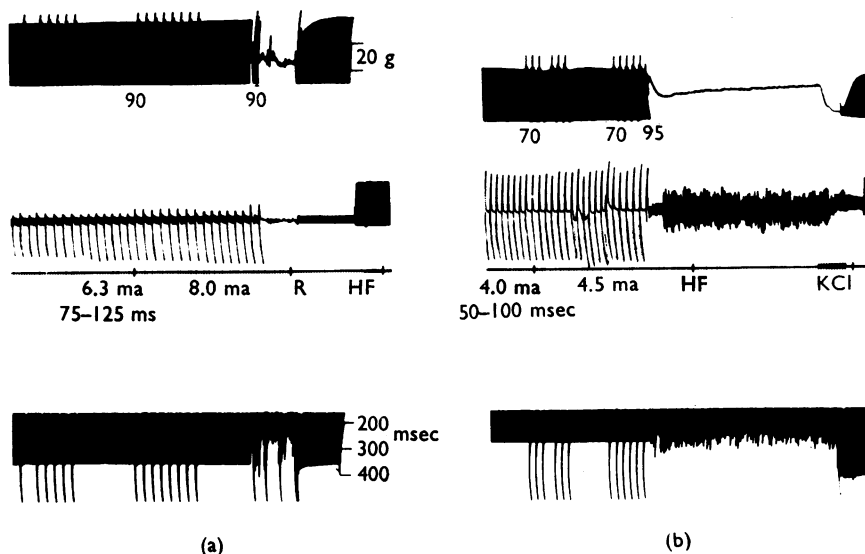 20 g
90 90
70 70 95
6.3 ma 8.0 ma R HF
75–125 ms
4.0 ma 4.5 ma HF KCl
50–100 msec
200
300 msec
400
(a) (b)